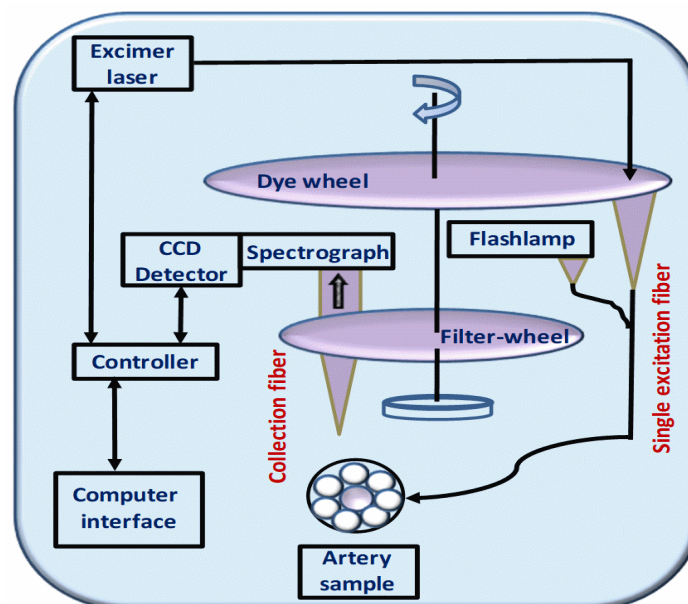 Excimer
laser
Dye wheel
CCD
Detector
Spectrograph
Flashlamp
Filter-wheel
Controller
Collection fiber
Single excitation fiber
Computer
interface
Artery
sample